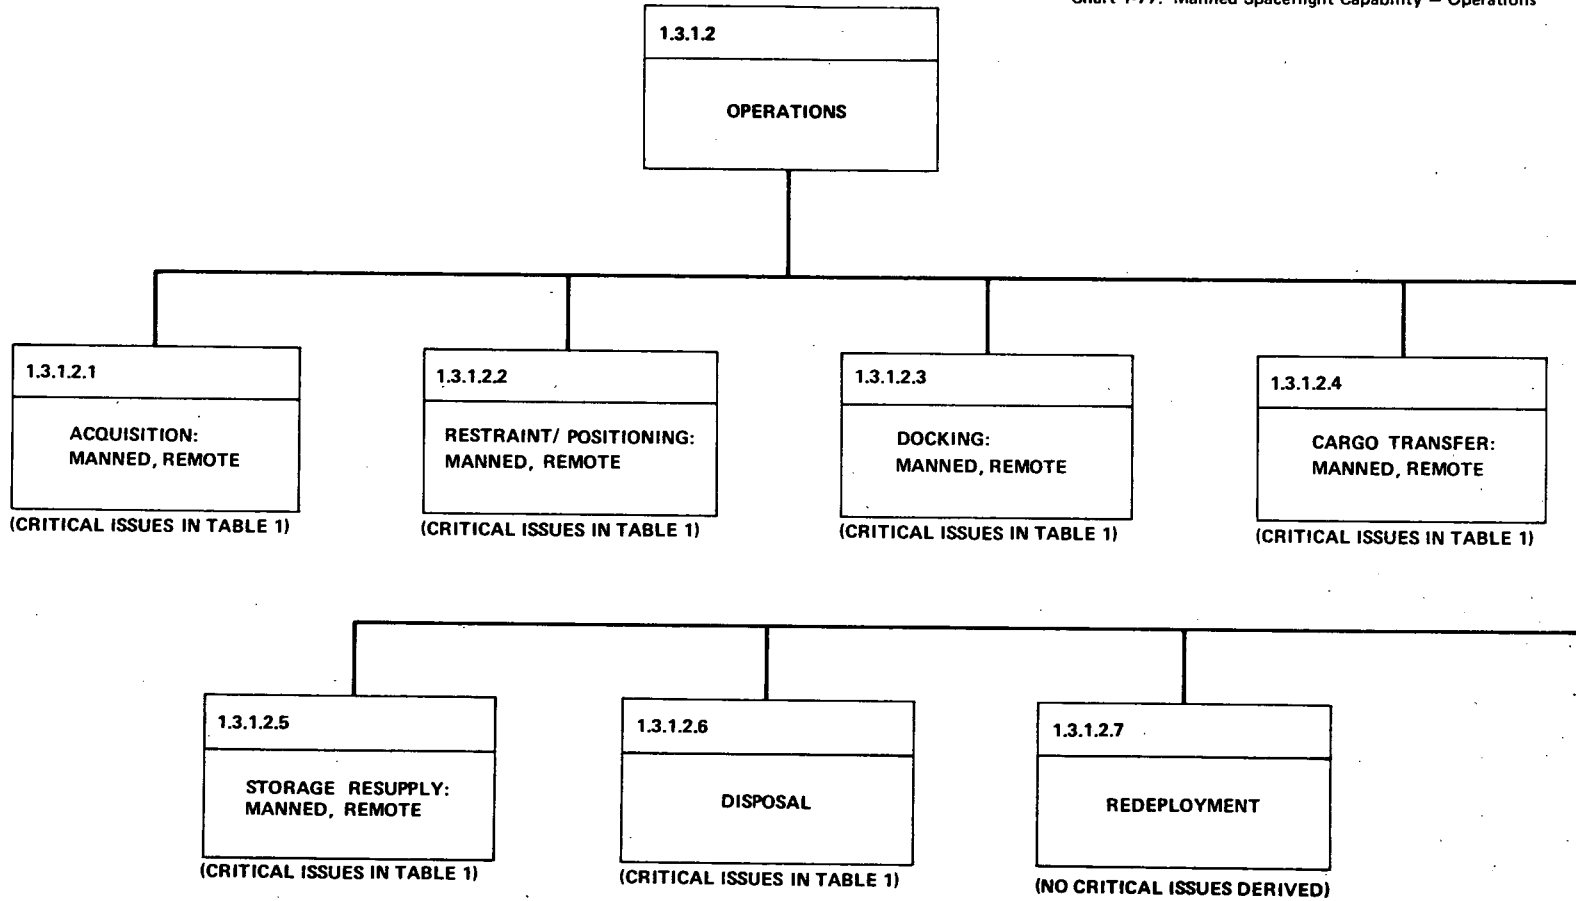 Chart 1-77. Manned Spaceflight Capability — Operations
1.3.1.2
OPERATIONS
1.3.1.2.1
ACQUISITION:
MANNED, REMOTE
(CRITICAL ISSUES IN TABLE 1)
1.3.1.2.2
RESTRAINT/ POSITIONING:
MANNED, REMOTE
(CRITICAL ISSUES IN TABLE 1)
1.3.1.2.3
DOCKING:
MANNED, REMOTE
(CRITICAL ISSUES IN TABLE 1)
1.3.1.2.4
CARGO TRANSFER:
MANNED, REMOTE
(CRITICAL ISSUES IN TABLE 1)
1.3.1.2.5
STORAGE RESUPPLY:
MANNED, REMOTE
(CRITICAL ISSUES IN TABLE 1)
1.3.1.2.6
DISPOSAL
(CRITICAL ISSUES IN TABLE 1)
1.3.1.2.7
REDEPLOYMENT
(NO CRITICAL ISSUES DERIVED)